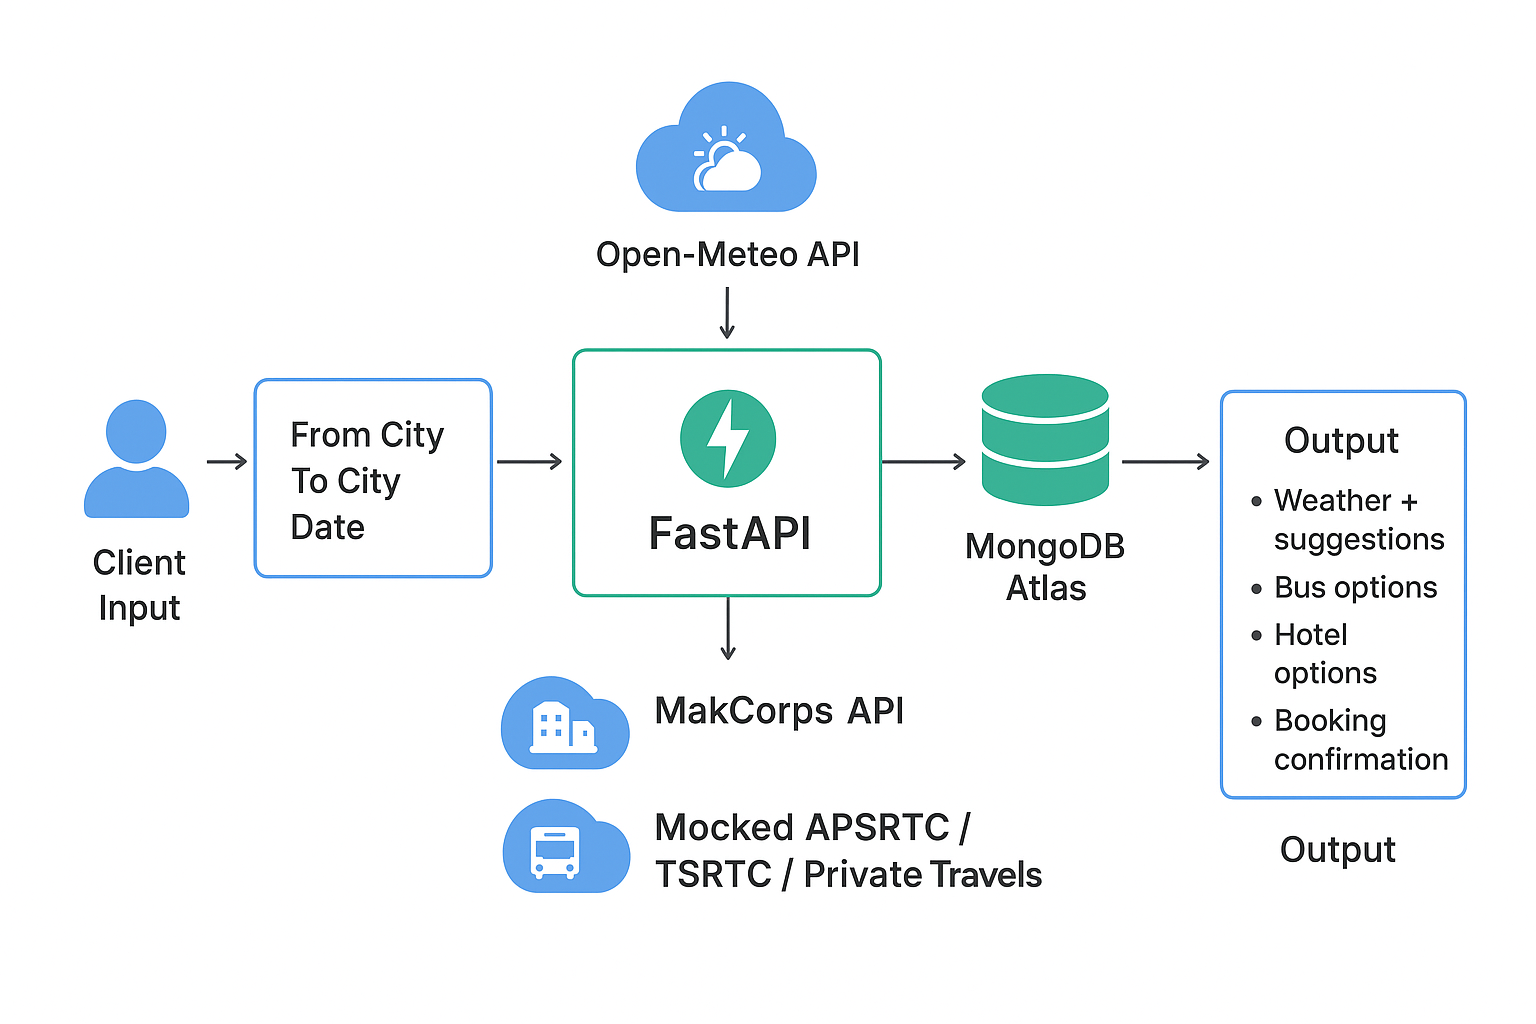 Open-Meteo API
Client
Input
From City
To City
Date
FastAPI
MongoDB
Atlas
Output
• Weather +
suggestions
• Bus options
• Hotel
options
• Booking
confirmation
Output
MakCorps API
Mocked APSRTC /
TSRTC / Private Travels